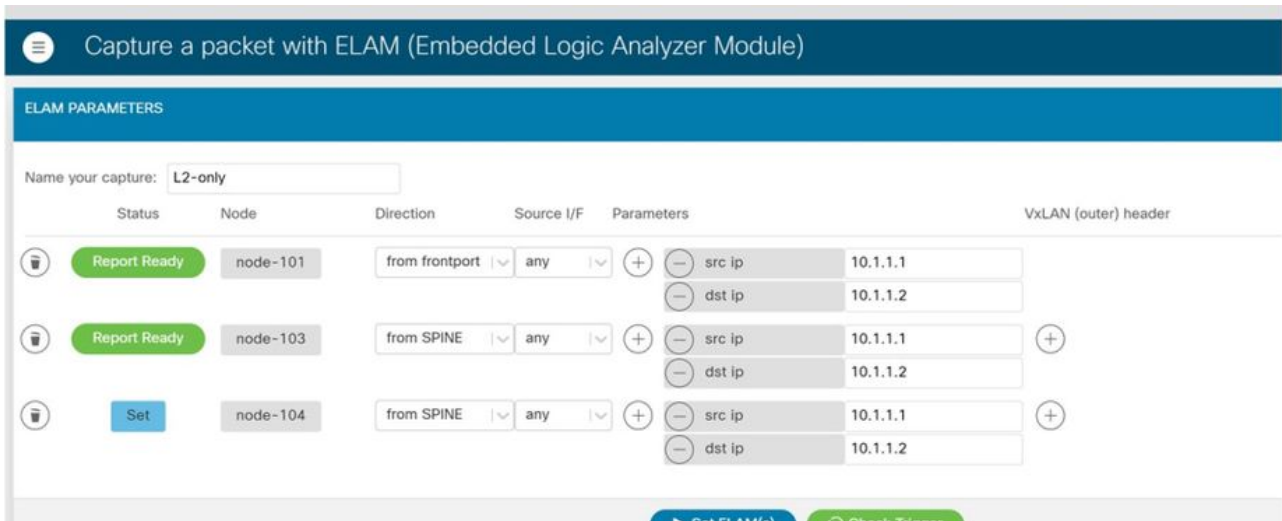 Capture a packet with ELAM (Embedded Logic Analyzer Module)
ELAM PARAMETERS
Name your capture: L2-only
Status Node Direction Source I/F Parameters VxLAN (outer) header
Report Ready node-101 from frontport any src ip 10.1.1.1
dst ip 10.1.1.2
Report Ready node-103 from SPINE any src ip 10.1.1.1
dst ip 10.1.1.2
Set node-104 from SPINE any src ip 10.1.1.1
dst ip 10.1.1.2
Set ELAM(s) Check Trigger